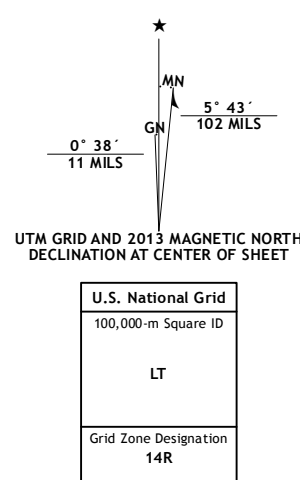 ★
MN
GN
5° 43´
102 MILS
0° 38´
11 MILS
UTM GRID AND 2013 MAGNETIC NORTH
DECLINATION AT CENTER OF SHEET
U.S. National Grid
100,000-m Square ID
LT
Grid Zone Designation
14R